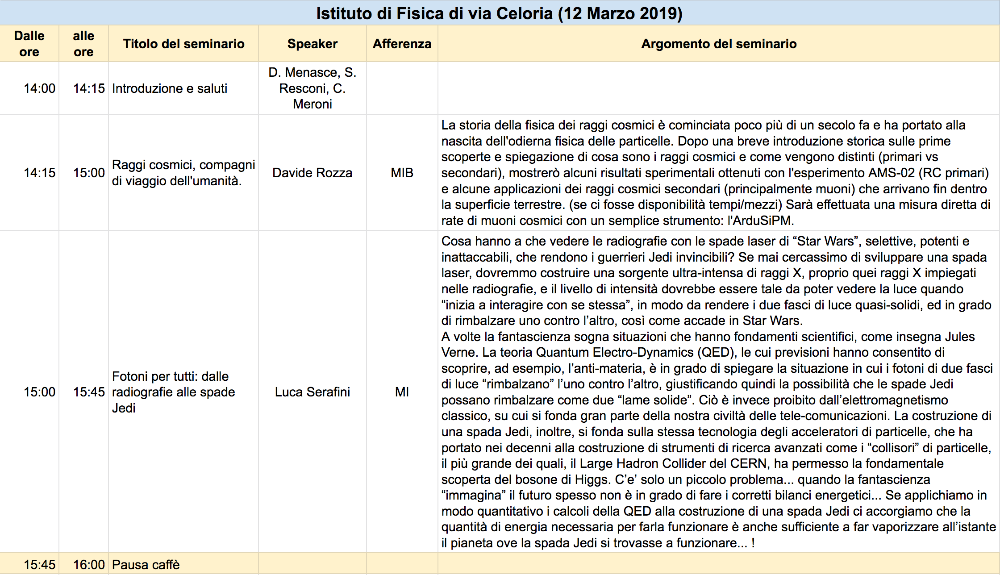 Istituto di Fisica di via Celoria (12 Marzo 2019)
Dalle
ore
alle
ore
Titolo del seminario
Speaker
Afferenza
Argomento del seminario
14:00
14:15
Introduzione e saluti
D. Menasce, S.
Resconi, C.
Meroni
14:15
15:00
Raggi cosmici, compagni
di viaggio dell'umanità.
Davide Rozza
MIB
La storia della fisica dei raggi cosmici è cominciata poco più di un secolo fa e ha portato alla
nascita dell'odierna fisica delle particelle. Dopo una breve introduzione storica sulle prime
scoperte e spiegazione di cosa sono i raggi cosmici e come vengono distinti (primari vs
secondari), mostrerò alcuni risultati sperimentali ottenuti con l'esperimento AMS-02 (RC primari)
e alcune applicazioni dei raggi cosmici secondari (principalmente muoni) che arrivano fin dentro
la superficie terrestre. (se ci fosse disponibilità tempi/mezzi) Sarà effettuata una misura diretta di
rate di muoni cosmici con un semplice strumento: l'ArduSiPM.
15:00
15:45
Fotoni per tutti: dalle
radiografie alle spade
Jedi
Luca Serafini
MI
Cosa hanno a che vedere le radiografie con le spade laser di “Star Wars”, selettive, potenti e
inattaccabili, che rendono i guerrieri Jedi invincibili? Se mai cercassimo di sviluppare una spada
laser, dovremmo costruire una sorgente ultra-intensa di raggi X, proprio quei raggi X impiegati
nelle radiografie, e il livello di intensità dovrebbe essere tale da poter vedere la luce quando
“inizia a interagire con se stessa”, in modo da rendere i due fasci di luce quasi-solidi, ed in grado
di rimbalzare uno contro l’altro, così come accade in Star Wars.
A volte la fantascienza sogna situazioni che hanno fondamenti scientifici, come insegna Jules
Verne. La teoria Quantum Electro-Dynamics (QED), le cui previsioni hanno consentito di
scoprire, ad esempio, l’anti-materia, è in grado di spiegare la situazione in cui i fotoni di due fasci
di luce “rimbalzano” l’uno contro l’altro, giustificando quindi la possibilità che le spade Jedi
possano rimbalzare come due “lame solide”. Ciò è invece proibito dall’elettromagnetismo
classico, su cui si fonda gran parte della nostra civiltà delle tele-comunicazioni. La costruzione di
una spada Jedi, inoltre, si fonda sulla stessa tecnologia degli acceleratori di particelle, che ha
portato nei decenni alla costruzione di strumenti di ricerca avanzati come i “collisori” di particelle,
il più grande dei quali, il Large Hadron Collider del CERN, ha permesso la fondamentale
scoperta del bosone di Higgs. C’e’ solo un piccolo problema... quando la fantascienza
“immagina” il futuro spesso non è in grado di fare i corretti bilanci energetici... Se applichiamo in
modo quantitativo i calcoli della QED alla costruzione di una spada Jedi ci accorgiamo che la
quantità di energia necessaria per farla funzionare è anche sufficiente a far vaporizzare all’istante
il pianeta ove la spada Jedi si trovasse a funzionare... !
15:45
16:00
Pausa caffè